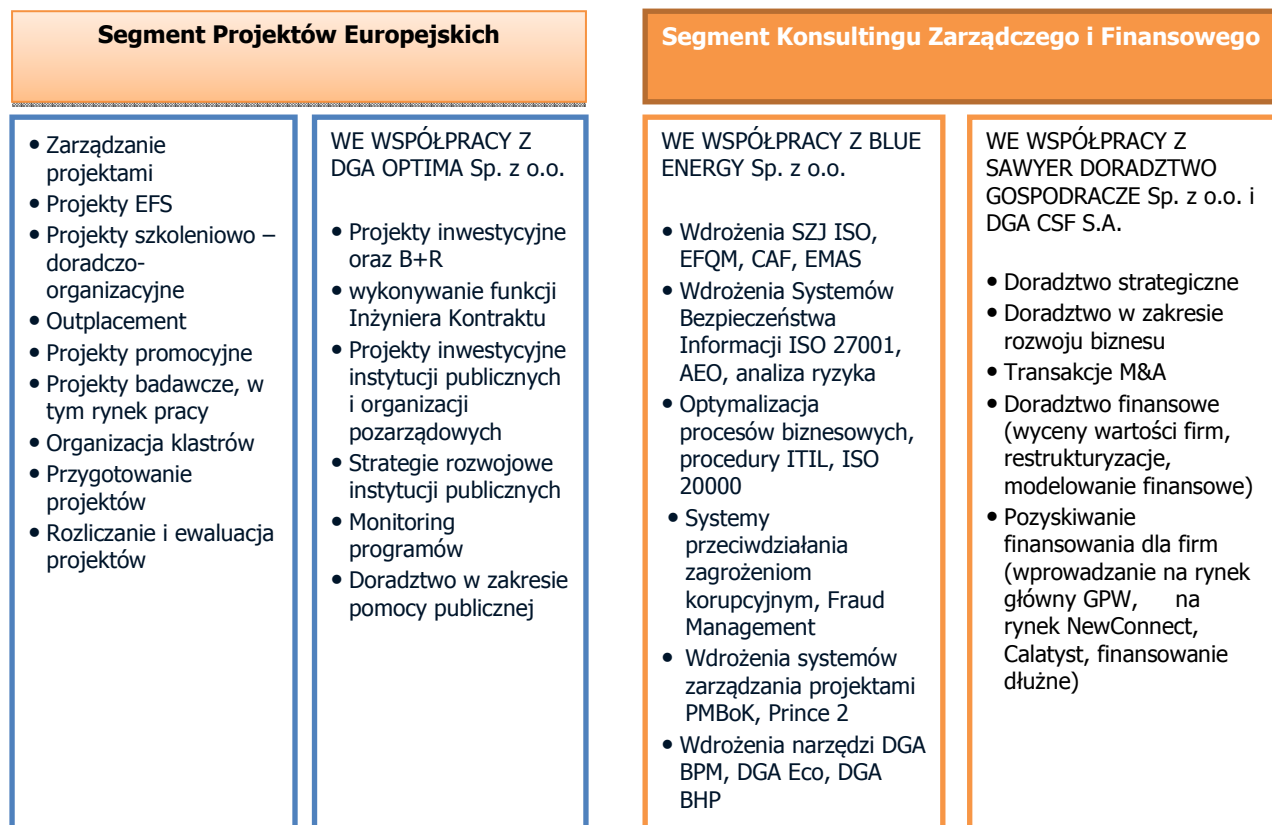 Segment Projektów Europejskich
Segment Konsultingu Zarządczego i Finansowego
• Zarządzanie
projektami
• Projekty EFS
• Projekty szkoleniowo –
doradczo-
organizacyjne
• Outplacement
• Projekty promocyjne
• Projekty badawcze, w
tym rynek pracy
• Organizacja klastrów
• Przygotowanie
projektów
• Rozliczanie i ewaluacja
projektów
WE WSPÓŁPRACY Z
DGA OPTIMA Sp. z o.o.
• Projekty inwestycyjne
oraz B+R
• wykonywanie funkcji
Inżyniera Kontraktu
• Projekty inwestycyjne
instytucji publicznych
i organizacji
pozarządowych
• Strategie rozwojowe
instytucji publicznych
• Monitoring
programów
• Doradztwo w zakresie
pomocy publicznej
WE WSPÓŁPRACY Z BLUE
ENERGY Sp. z o.o.
• Wdrożenia SZJ ISO,
EFQM, CAF, EMAS
• Wdrożenia Systemów
Bezpieczeństwa
Informacji ISO 27001,
AEO, analiza ryzyka
• Optymalizacja
procesów biznesowych,
procedury ITIL, ISO
20000
• Systemy
przeciwdziałania
zagrożeniom
korupcyjnym, Fraud
Management
• Wdrożenia systemów
zarządzania projektami
PMBoK, Prince 2
• Wdrożenia narzędzi DGA
BPM, DGA Eco, DGA
BHP
WE WSPÓŁPRACY Z
SAWYER DORADZTWO
GOSPODRACZE Sp. z o.o. i
DGA CSF S.A.
• Doradztwo strategiczne
• Doradztwo w zakresie
rozwoju biznesu
• Transakcje M&A
• Doradztwo finansowe
(wyceny wartości firm,
restrukturyzacje,
modelowanie finansowe)
• Pozyskiwanie
finansowania dla firm
(wprowadzanie na rynek
główny GPW, na
rynek NewConnect,
Calatyst, finansowanie
dłużne)